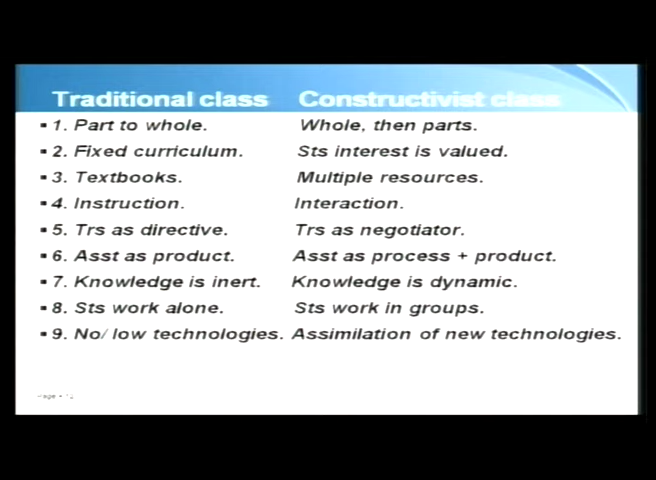 Traditional class Constructivist class
▪ 1. Part to whole. Whole, then parts.
▪ 2. Fixed curriculum. Sts interest is valued.
▪ 3. Textbooks. Multiple resources.
▪ 4. Instruction. Interaction.
▪ 5. Trs as directive. Trs as negotiator.
▪ 6. Asst as product. Asst as process + product.
▪ 7. Knowledge is inert. Knowledge is dynamic.
▪ 8. Sts work alone. Sts work in groups.
▪ 9. No/ low technologies. Assimilation of new technologies.
Page ▪ 12